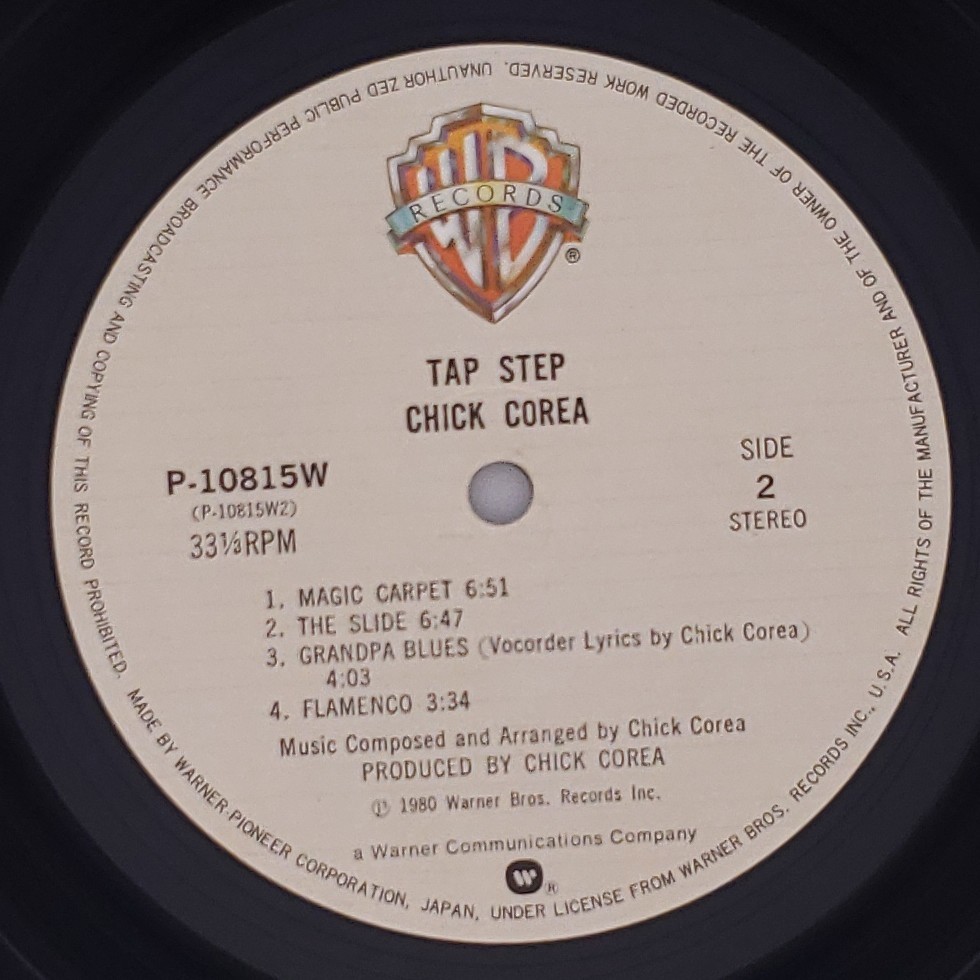 WB
RECORDS
®
TAP STEP
CHICK COREA
P-10815W
(P-10815W2)
33⅓RPM
SIDE
2
STEREO
1. MAGIC CARPET 6:51
2. THE SLIDE 6:47
3. GRANDPA BLUES (Vocorder Lyrics by Chick Corea)
4:03
4. FLAMENCO 3:34
Music Composed and Arranged by Chick Corea
PRODUCED BY CHICK COREA
℗ 1980 Warner Bros. Records Inc.
a Warner Communications Company
W ®
MADE BY WARNER-PIONEER CORPORATION, JAPAN, UNDER LICENSE FROM WARNER BROS. RECORDS INC., U.S.A. ALL RIGHTS OF THE MANUFACTURER AND OF THE OWNER OF THE RECORDED WORK RESERVED. UNAUTHOR ZED PUBLIC PERFORMANCE BROADCASTING AND COPYING OF THIS RECORD PROHIBITED.